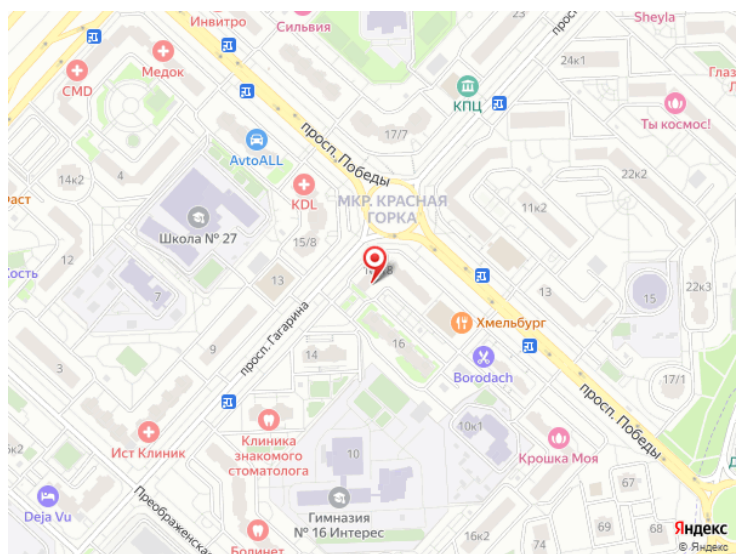 Инвитро
Сильвия
23
Sheyla
24к1
CMD
Медок
КПЦ
Ты космос!
17/7
просп. Победы
AvtoALL
14к2
4
KDL
МКР. КРАСНАЯ
ГОРКА
22к2
11к2
Школа № 27
15/8
12
13
7
13
15
22к3
Хмельбург
просп. Гагарина
9
14
16
3
Borodach
17/1
просп. Победы
Ист Клиник
Клиника
знакомого
стоматолога
10
10к1
Крошка Моя
67
Deja Vu
Преображенская
Гимназия
№ 16 Интерес
16к2
74
69
68
Яндекс
© Яндекс